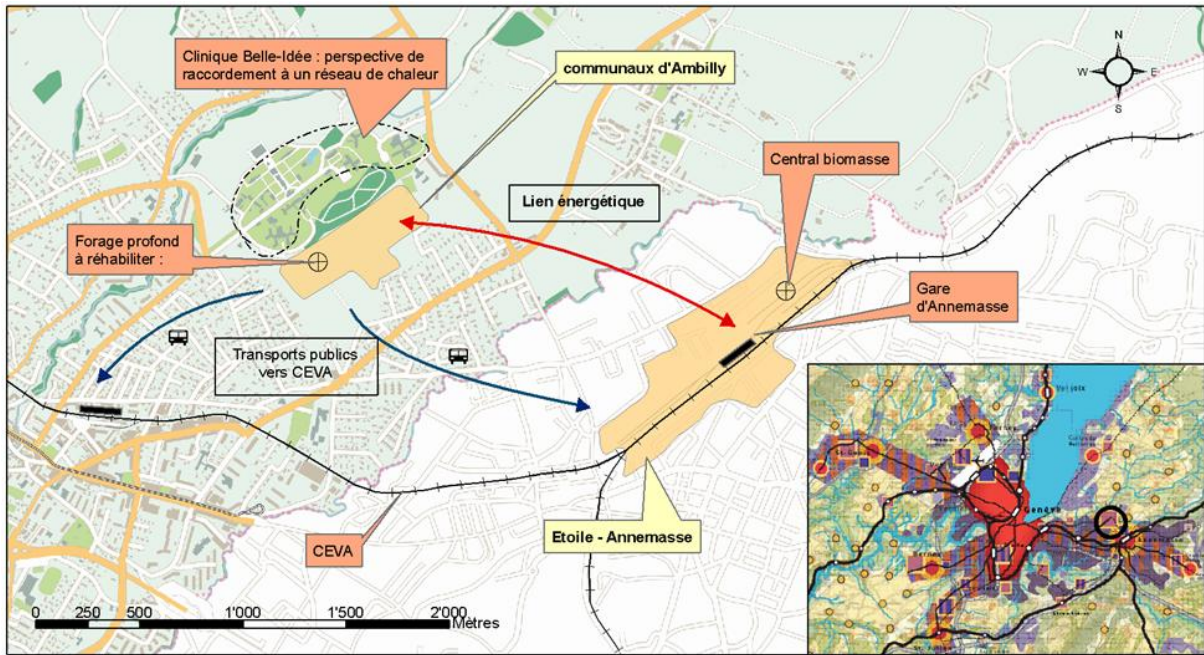 Clinique Belle-Idée : perspective de
raccordement à un réseau de chaleur
communaux d'Ambilly
N
W
E
S
Central biomasse
Lien énergétique
Forage profond
à réhabiliter :
Gare
d'Annemasse
Transports publics
vers CEVA
CEVA
Etoile - Annemasse
0 250 500 1'000 1'500 2'000
Mètres
Genève